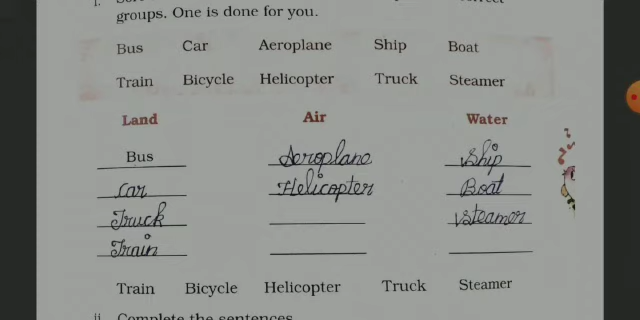 groups. One is done for you.
Bus Car Aeroplane Ship Boat
Train Bicycle Helicopter Truck Steamer
Land Air Water
Bus Aeroplane Ship
Car Helicopter Boat
Truck Steamer
Train
Train Bicycle Helicopter Truck Steamer
ii. Complete the sentences